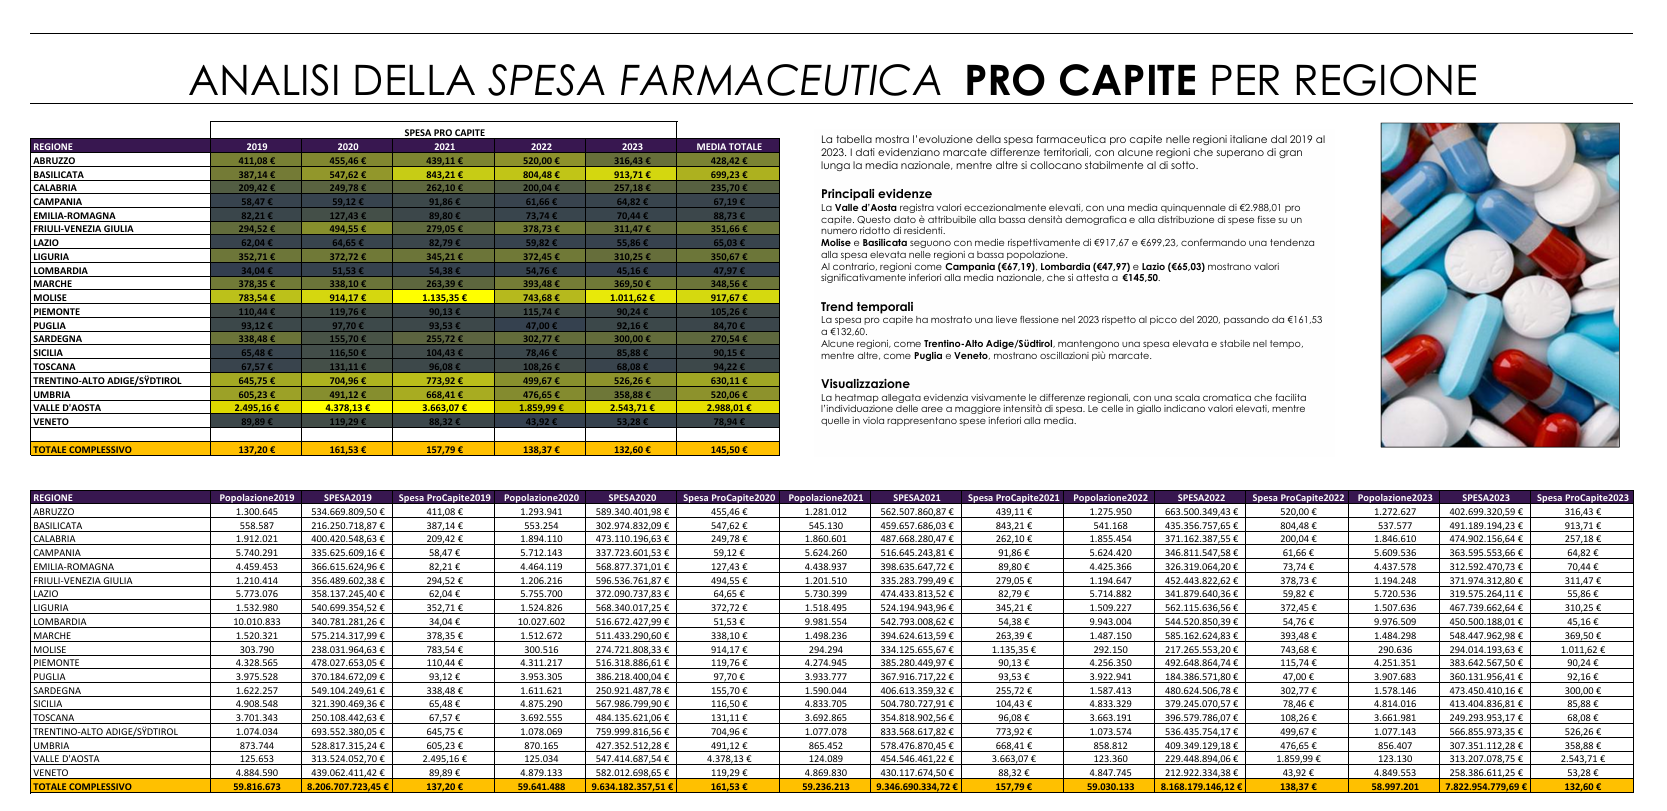 ANALISI DELLA SPESA FARMACEUTICA PRO CAPITE PER REGIONE
SPESA PRO CAPITE
REGIONE 2019 2020 2021 2022 2023 MEDIA TOTALE
ABRUZZO 411,08 € 455,46 € 439,11 € 520,00 € 316,43 € 428,42 €
BASILICATA 387,14 € 547,62 € 843,21 € 804,48 € 913,71 € 699,23 €
CALABRIA 209,42 € 249,78 € 262,10 € 200,04 € 257,18 € 235,70 €
CAMPANIA 58,47 € 59,12 € 91,86 € 61,66 € 64,82 € 67,19 €
EMILIA-ROMAGNA 82,21 € 127,43 € 89,80 € 73,74 € 70,44 € 88,73 €
FRIULI-VENEZIA GIULIA 294,52 € 494,55 € 279,05 € 378,73 € 311,47 € 351,66 €
LAZIO 62,04 € 64,65 € 82,79 € 59,82 € 55,86 € 65,03 €
LIGURIA 352,71 € 372,72 € 345,21 € 372,45 € 310,25 € 350,67 €
LOMBARDIA 34,04 € 51,53 € 54,38 € 54,76 € 45,16 € 47,97 €
MARCHE 378,35 € 338,10 € 263,39 € 393,48 € 369,50 € 348,56 €
MOLISE 783,54 € 914,17 € 1.135,35 € 743,68 € 1.011,62 € 917,67 €
PIEMONTE 110,44 € 119,76 € 90,13 € 115,74 € 90,24 € 105,26 €
PUGLIA 93,12 € 97,70 € 93,53 € 47,00 € 92,16 € 84,70 €
SARDEGNA 338,48 € 155,70 € 255,72 € 302,77 € 300,00 € 270,54 €
SICILIA 65,48 € 116,50 € 104,43 € 78,46 € 85,88 € 90,15 €
TOSCANA 67,57 € 131,11 € 96,08 € 108,26 € 68,08 € 94,22 €
TRENTINO-ALTO ADIGE/SŸDTIROL 645,75 € 704,96 € 773,92 € 499,67 € 526,26 € 630,11 €
UMBRIA 605,23 € 491,12 € 668,41 € 476,65 € 358,88 € 520,06 €
VALLE D'AOSTA 2.495,16 € 4.378,13 € 3.663,07 € 1.859,99 € 2.543,71 € 2.988,01 €
VENETO 89,89 € 119,29 € 88,32 € 43,92 € 53,28 € 78,94 €
TOTALE COMPLESSIVO 137,20 € 161,53 € 157,79 € 138,37 € 132,60 € 145,50 €
La tabella mostra l'evoluzione della spesa farmaceutica pro capite nelle regioni italiane dal 2019 al
2023. I dati evidenziano marcate differenze territoriali, con alcune regioni che superano di gran
lunga la media nazionale, mentre altre si collocano stabilmente al di sotto.
Principali evidenze
La Valle d'Aosta registra valori eccezionalmente elevati, con una media quinquennale di €2.988,01 pro
capite. Questo dato è attribuibile alla bassa densità demografica e alla distribuzione di spese fisse su un
numero ridotto di residenti.
Molise e Basilicata seguono con medie rispettivamente di €917,67 e €699,23, confermando una tendenza
alla spesa elevata nelle regioni a bassa popolazione.
Al contrario, regioni come Campania (€67,19), Lombardia (€47,97) e Lazio (€65,03) mostrano valori
significativamente inferiori alla media nazionale, che si attesta a €145,50.
Trend temporali
La spesa pro capite ha mostrato una lieve flessione nel 2023 rispetto al picco del 2020, passando da €161,53
a €132,60.
Alcune regioni, come Trentino-Alto Adige/Südtirol, mantengono una spesa elevata e stabile nel tempo,
mentre altre, come Puglia e Veneto, mostrano oscillazioni più marcate.
Visualizzazione
La heatmap allegata evidenzia visivamente le differenze regionali, con una scala cromatica che facilita
l'individuazione delle aree a maggiore intensità di spesa. Le celle in giallo indicano valori elevati, mentre
quelle in viola rappresentano spese inferiori alla media.
REGIONE Popolazione2019 SPESA2019 Spesa ProCapite2019 Popolazione2020 SPESA2020 Spesa ProCapite2020 Popolazione2021 SPESA2021 Spesa ProCapite2021 Popolazione2022 SPESA2022 Spesa ProCapite2022 Popolazione2023 SPESA2023 Spesa ProCapite2023
ABRUZZO 1.300.645 534.669.809,50 € 411,08 € 1.293.941 589.340.401,98 € 455,46 € 1.281.012 562.507.860,87 € 439,11 € 1.275.950 663.500.349,43 € 520,00 € 1.272.627 402.699.320,59 € 316,43 €
BASILICATA 558.587 216.250.718,87 € 387,14 € 553.254 302.974.832,09 € 547,62 € 545.130 459.657.686,03 € 843,21 € 541.168 435.356.757,65 € 804,48 € 537.577 491.189.194,23 € 913,71 €
CALABRIA 1.912.021 400.420.548,63 € 209,42 € 1.894.110 473.110.196,63 € 249,78 € 1.860.601 487.668.280,47 € 262,10 € 1.855.454 371.162.387,55 € 200,04 € 1.846.610 474.902.156,64 € 257,18 €
CAMPANIA 5.740.291 335.625.609,16 € 58,47 € 5.712.143 337.723.601,53 € 59,12 € 5.624.260 516.645.243,81 € 91,86 € 5.624.420 346.811.547,58 € 61,66 € 5.609.536 363.595.553,66 € 64,82 €
EMILIA-ROMAGNA 4.459.453 366.615.624,96 € 82,21 € 4.464.119 568.877.371,01 € 127,43 € 4.438.937 398.635.647,72 € 89,80 € 4.425.366 326.319.064,20 € 73,74 € 4.437.578 312.592.470,73 € 70,44 €
FRIULI-VENEZIA GIULIA 1.210.414 356.489.602,38 € 294,52 € 1.206.216 596.536.761,87 € 494,55 € 1.201.510 335.283.799,49 € 279,05 € 1.194.647 452.443.822,62 € 378,73 € 1.194.248 371.974.312,80 € 311,47 €
LAZIO 5.773.076 358.137.245,40 € 62,04 € 5.755.700 372.090.737,83 € 64,65 € 5.730.399 474.433.813,52 € 82,79 € 5.714.882 341.879.640,36 € 59,82 € 5.720.536 319.575.264,11 € 55,86 €
LIGURIA 1.532.980 540.699.354,52 € 352,71 € 1.524.826 568.340.017,25 € 372,72 € 1.518.495 524.194.943,96 € 345,21 € 1.509.227 562.115.636,56 € 372,45 € 1.507.636 467.739.662,64 € 310,25 €
LOMBARDIA 10.010.833 340.781.281,26 € 34,04 € 10.027.602 516.672.427,99 € 51,53 € 9.981.554 542.793.008,62 € 54,38 € 9.943.004 544.520.850,39 € 54,76 € 9.976.509 450.500.188,01 € 45,16 €
MARCHE 1.520.321 575.214.317,99 € 378,35 € 1.512.672 511.433.290,60 € 338,10 € 1.498.236 394.624.613,59 € 263,39 € 1.487.150 585.162.624,83 € 393,48 € 1.484.298 548.447.962,98 € 369,50 €
MOLISE 303.790 238.031.964,63 € 783,54 € 300.516 274.721.808,33 € 914,17 € 294.294 334.125.655,67 € 1.135,35 € 292.150 217.265.553,20 € 743,68 € 290.636 294.014.193,63 € 1.011,62 €
PIEMONTE 4.328.565 478.027.653,05 € 110,44 € 4.311.217 516.318.886,61 € 119,76 € 4.274.945 385.280.449,97 € 90,13 € 4.256.350 492.648.864,74 € 115,74 € 4.251.351 383.642.567,50 € 90,24 €
PUGLIA 3.975.528 370.184.672,09 € 93,12 € 3.953.305 386.218.400,04 € 97,70 € 3.933.777 367.916.717,22 € 93,53 € 3.922.941 184.386.571,80 € 47,00 € 3.907.683 360.131.956,41 € 92,16 €
SARDEGNA 1.622.257 549.104.249,61 € 338,48 € 1.611.621 250.921.487,78 € 155,70 € 1.590.044 406.613.359,32 € 255,72 € 1.587.413 480.624.506,78 € 302,77 € 1.578.146 473.450.410,16 € 300,00 €
SICILIA 4.908.548 321.390.469,36 € 65,48 € 4.875.290 567.986.799,90 € 116,50 € 4.833.705 504.780.727,91 € 104,43 € 4.833.329 379.245.070,57 € 78,46 € 4.814.016 413.404.836,81 € 85,88 €
TOSCANA 3.701.343 250.108.442,63 € 67,57 € 3.692.555 484.135.621,06 € 131,11 € 3.692.865 354.818.902,56 € 96,08 € 3.663.191 396.579.786,07 € 108,26 € 3.661.981 249.293.953,17 € 68,08 €
TRENTINO-ALTO ADIGE/SŸDTIROL 1.074.034 693.552.380,05 € 645,75 € 1.078.069 759.999.816,56 € 704,96 € 1.077.078 833.568.617,82 € 773,92 € 1.073.574 536.435.754,17 € 499,67 € 1.077.143 566.855.973,35 € 526,26 €
UMBRIA 873.744 528.817.315,24 € 605,23 € 870.165 427.352.512,28 € 491,12 € 865.452 578.476.870,45 € 668,41 € 858.812 409.349.129,18 € 476,65 € 856.407 307.351.112,28 € 358,88 €
VALLE D'AOSTA 125.653 313.524.052,70 € 2.495,16 € 125.034 547.414.687,54 € 4.378,13 € 124.089 454.546.461,22 € 3.663,07 € 123.360 229.448.894,06 € 1.859,99 € 123.130 313.207.078,75 € 2.543,71 €
VENETO 4.884.590 439.062.411,42 € 89,89 € 4.879.133 582.012.698,65 € 119,29 € 4.869.830 430.117.674,50 € 88,32 € 4.847.745 212.922.334,38 € 43,92 € 4.849.553 258.386.611,25 € 53,28 €
TOTALE COMPLESSIVO 59.816.673 8.206.707.723,45 € 137,20 € 59.641.488 9.634.182.357,51 € 161,53 € 59.236.213 9.346.690.334,72 € 157,79 € 59.030.133 8.168.179.146,12 € 138,37 € 58.997.201 7.822.954.779,69 € 132,60 €